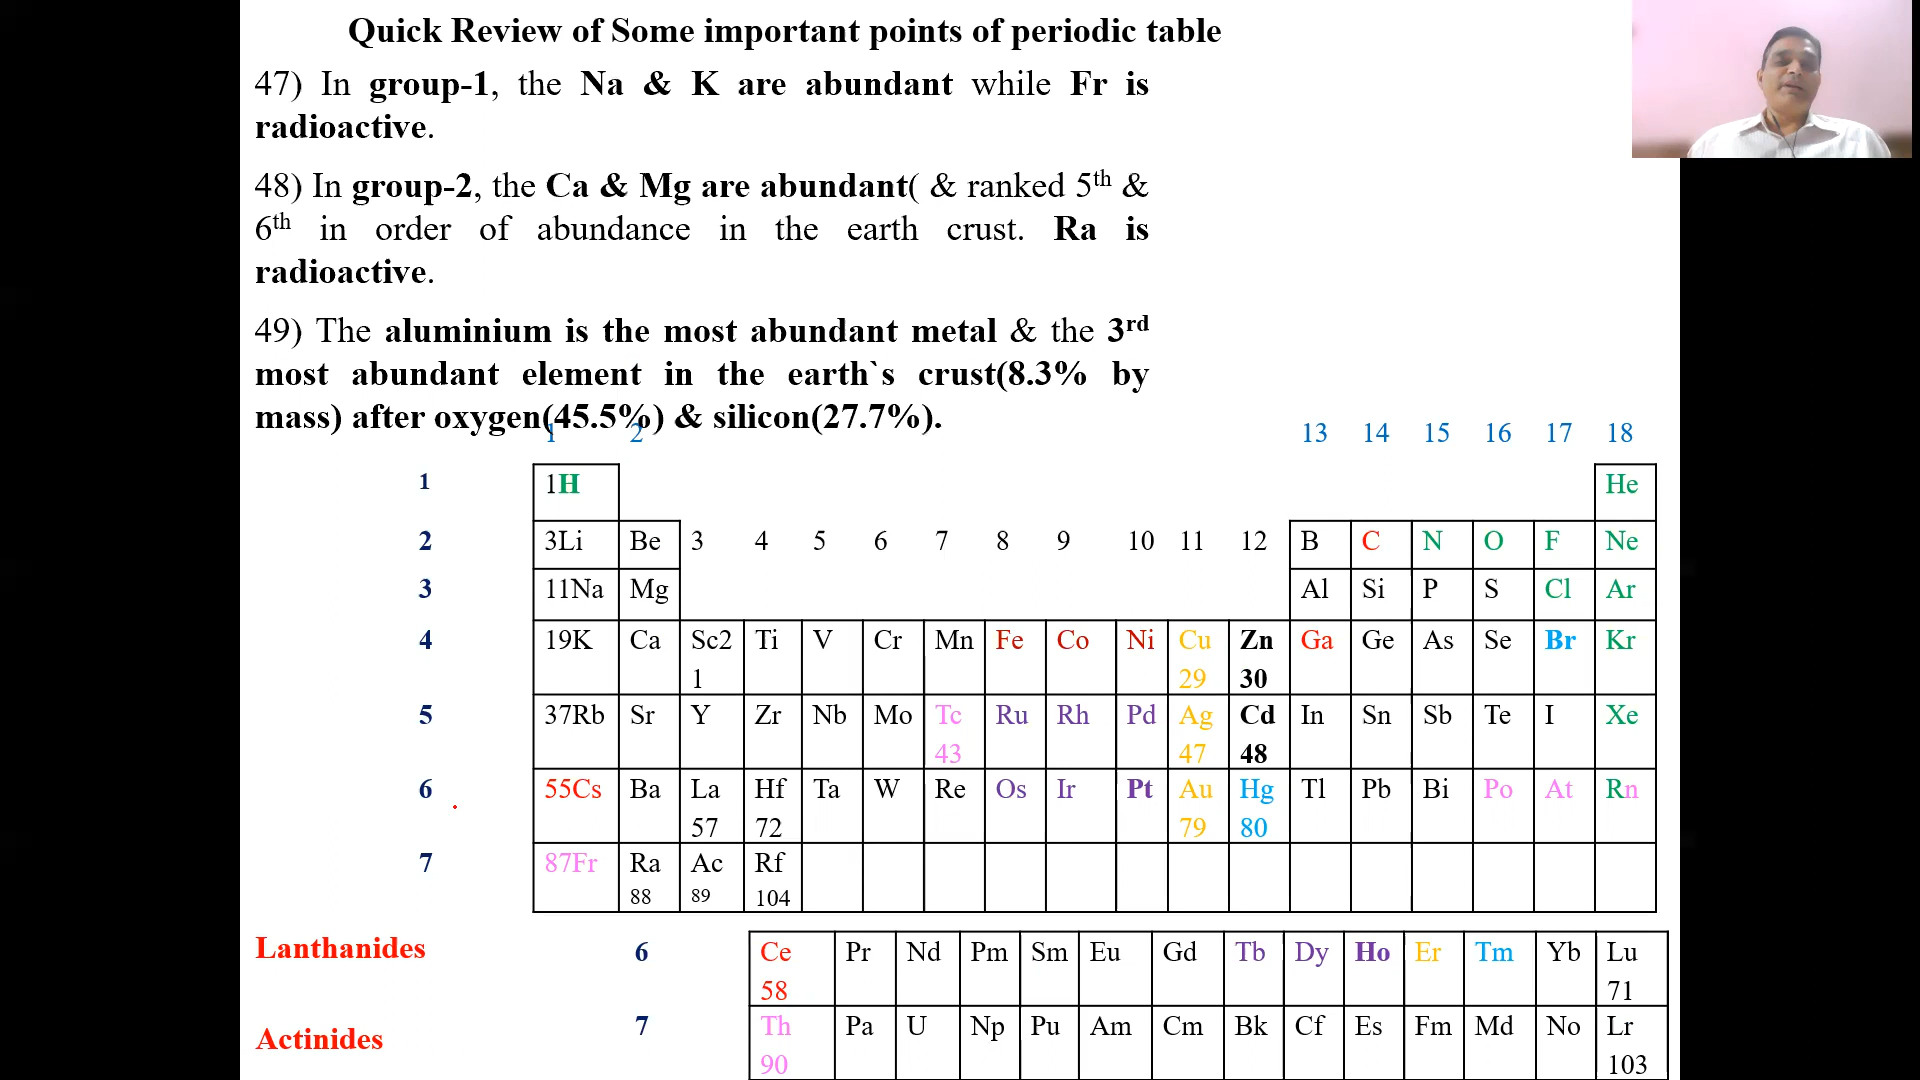 Quick Review of Some important points of periodic table
47) In group-1, the Na & K are abundant while Fr is
radioactive.
48) In group-2, the Ca & Mg are abundant( & ranked 5th &
6th in order of abundance in the earth crust. Ra is
radioactive.
49) The aluminium is the most abundant metal & the 3rd
most abundant element in the earth`s crust(8.3% by
mass) after oxygen(45.5%) & silicon(27.7%).
1 2 13 14 15 16 17 18
1 1H He
2 3Li Be 3 4 5 6 7 8 9 10 11 12 B C N O F Ne
3 11Na Mg Al Si P S Cl Ar
4 19K Ca Sc2 Ti V Cr Mn Fe Co Ni Cu Zn Ga Ge As Se Br Kr
1 29 30
5 37Rb Sr Y Zr Nb Mo Tc Ru Rh Pd Ag Cd In Sn Sb Te I Xe
43 47 48
6 55Cs Ba La Hf Ta W Re Os Ir Pt Au Hg Tl Pb Bi Po At Rn
57 72 79 80
7 87Fr Ra Ac Rf
88 89 104
Lanthanides 6 Ce Pr Nd Pm Sm Eu Gd Tb Dy Ho Er Tm Yb Lu
58 71
Actinides 7 Th Pa U Np Pu Am Cm Bk Cf Es Fm Md No Lr
90 103